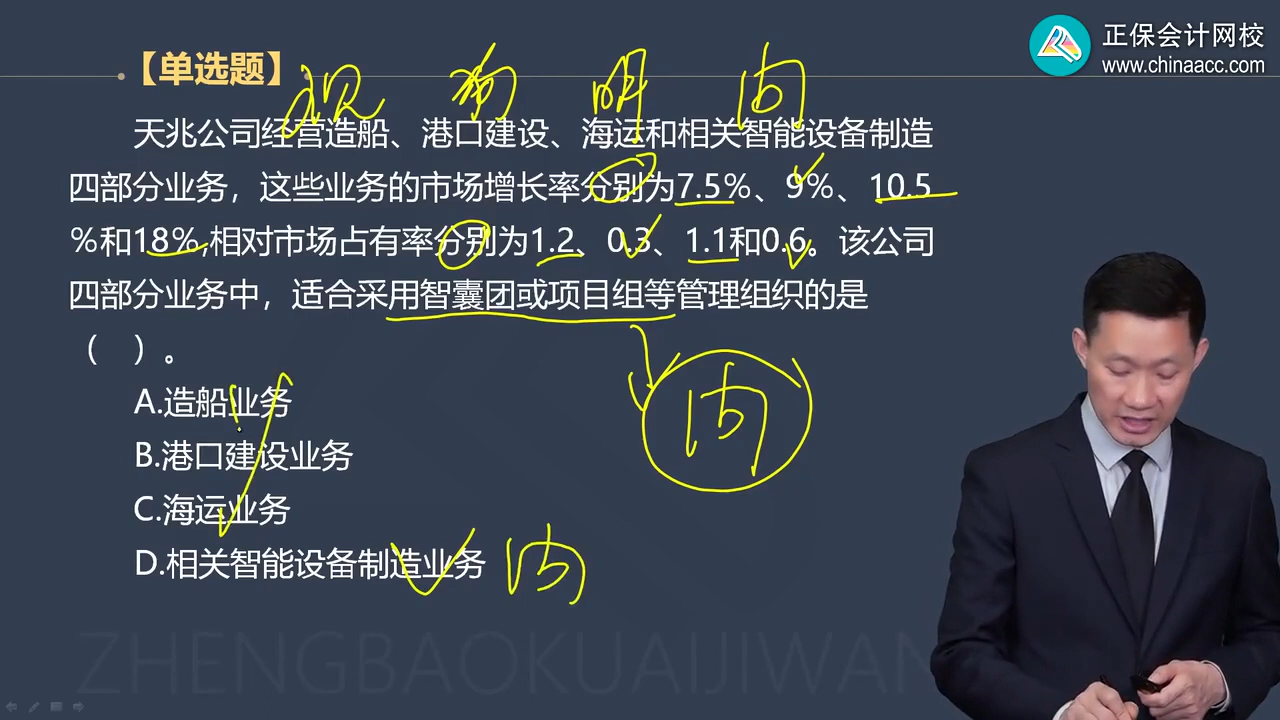 正保会计网校
www.chinaacc.com
【单选题】
现 狗 明 问
天兆公司经营造船、港口建设、海运和相关智能设备制造
四部分业务，这些业务的市场增长率分别为7.5%、9%、10.5
%和18%,相对市场占有率分别为1.2、0.3、1.1和0.6。该公司
四部分业务中，适合采用智囊团或项目组等管理组织的是
（ ）。
A.造船业务
问
B.港口建设业务
C.海运业务
D.相关智能设备制造业务 问
ZHENGBAOKUAIJIWAN